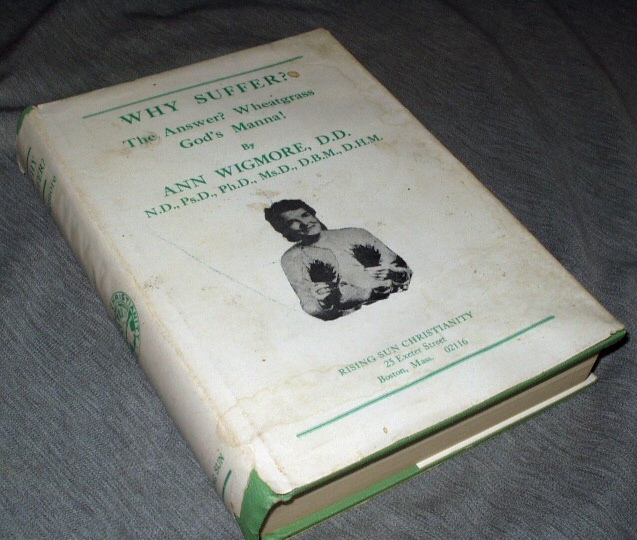 WHY SUFFER?
The Answer? Wheatgrass
God's Manna!
By
ANN WIGMORE, D.D.
N.D., Ps.D., Ph.D., Ms.D., D.B.M., D.H.M.
RISING SUN CHRISTIANITY
25 Exeter Street
Boston, Mass. 02116
SUN